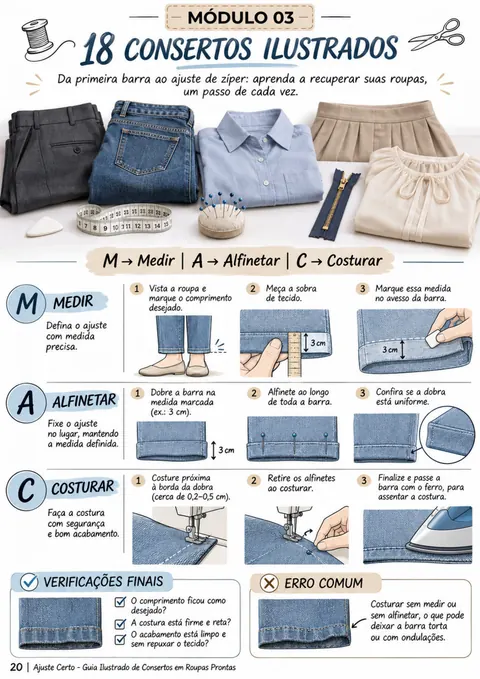 MÓDULO 03
18 CONSERTOS ILUSTRADOS
Da primeira barra ao ajuste de zíper: aprenda a recuperar suas roupas,
um passo de cada vez.
M → Medir | A → Alfinetar | C → Costurar
M MEDIR
Defina o ajuste
com medida
precisa.
1 Vista a roupa e
marque o comprimento
desejado.
2 Meça a sobra
de tecido.
3 cm
3 Marque essa medida
no avesso da barra.
3 cm
A ALFINETAR
Fixe o ajuste
no lugar, mantendo
a medida definida.
1 Dobre a barra na
medida marcada
(ex.: 3 cm).
3 cm
2 Alfinete ao longo
de toda a barra.
3 Confira se a dobra
está uniforme.
C COSTURAR
Faça a costura
com segurança
e bom acabamento.
1 Costure próxima
à borda da dobra
(cerca de 0,2–0,5 cm).
2 Retire os alfinetes
ao costurar.
3 Finalize e passe a
barra com o ferro, para
assentar a costura.
VERIFICAÇÕES FINAIS
O comprimento ficou como
desejado?
A costura está firme e reta?
O acabamento está limpo e
sem repuxar o tecido?
ERRO COMUM
Costurar sem medir ou
sem alfinetar, o que pode
deixar a barra torta
ou com ondulações.
20 | Ajuste Certo - Guia Ilustrado de Consertos em Roupas Prontas